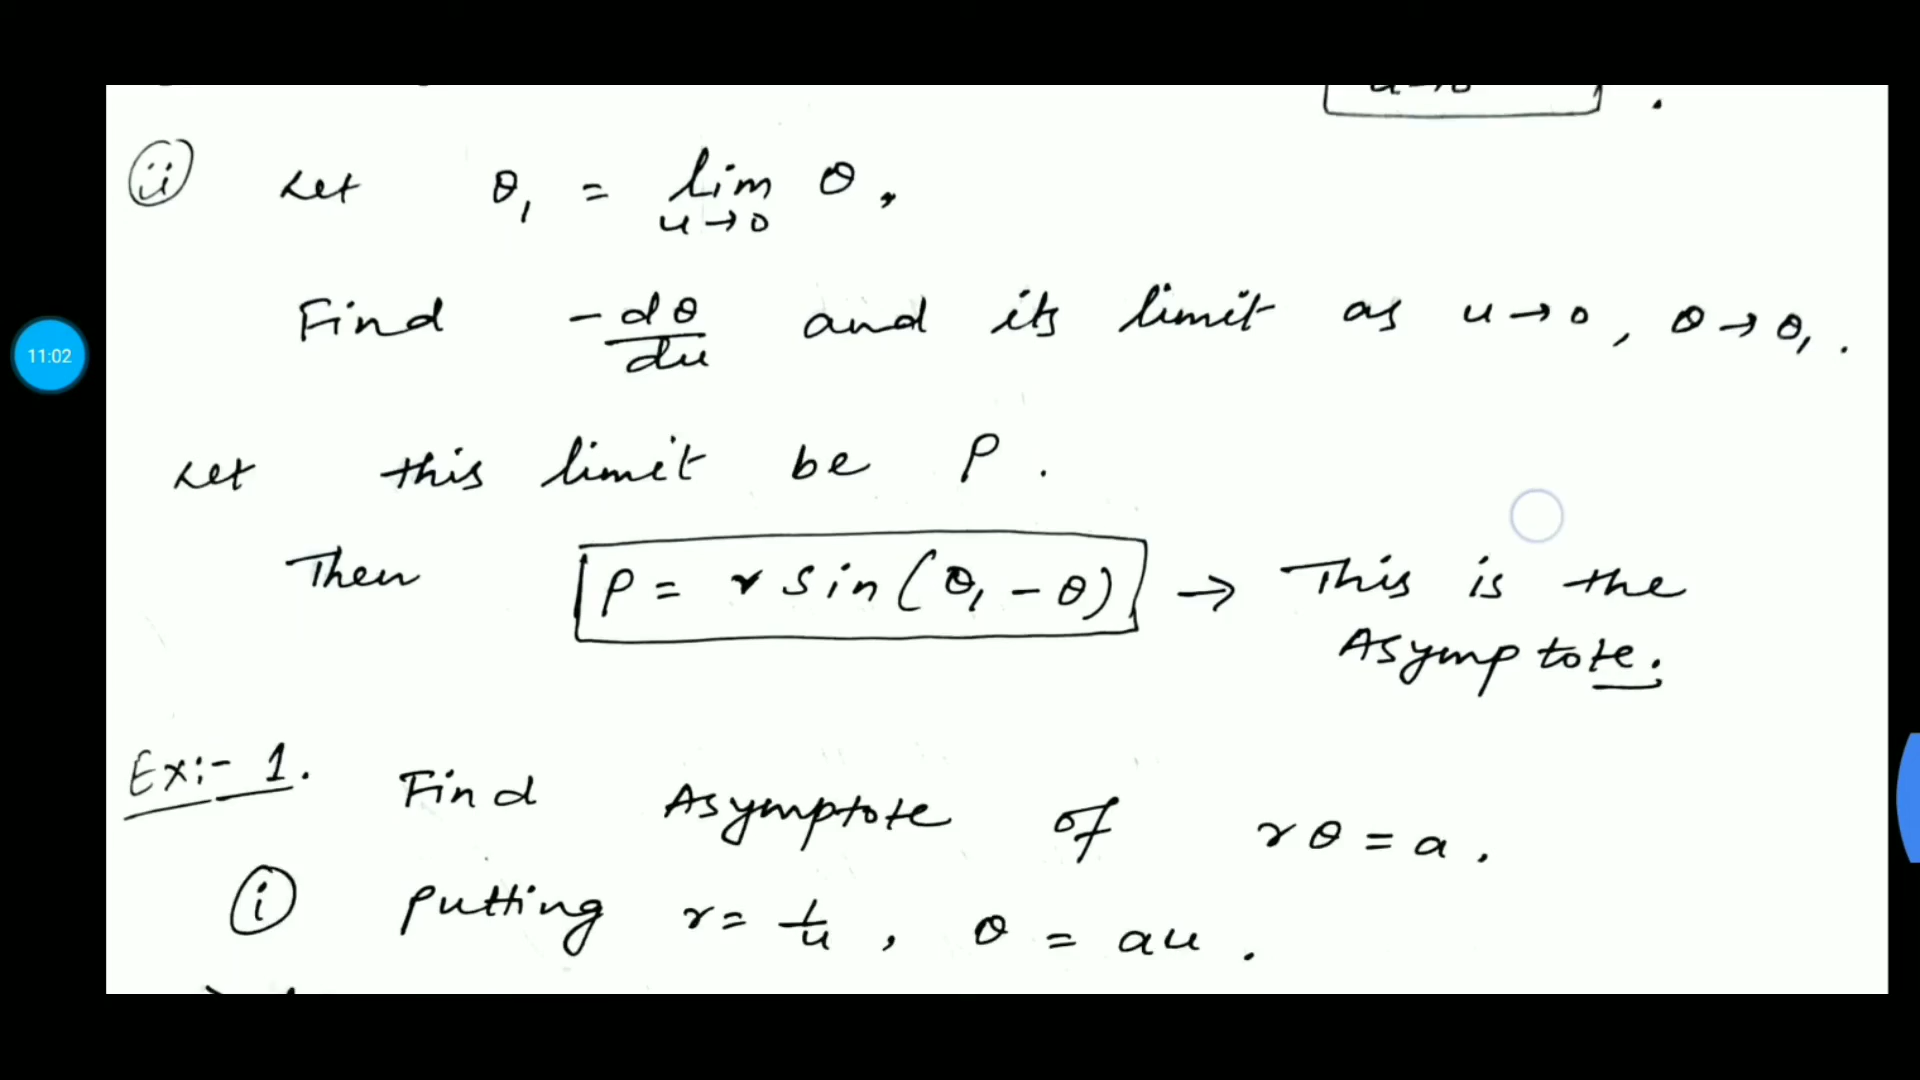 (ii) Let θ₁ = lim θ.
u→0
11:02
Find -dθ/du and its limit as u→0, θ→θ₁.
Let this limit be P.
Then P = r sin(θ₁ - θ) → This is the
Asymptote.
Ex:- 1. Find Asymptote of rθ = a.
(i) Putting r = 1/u, θ = au.